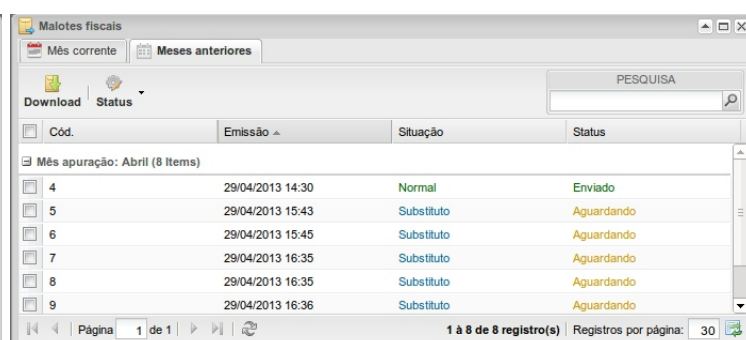 Malotes fiscais
Mês corrente Meses anteriores
Download Status PESQUISA
Cód. Emissão Situação Status
Mês apuração: Abril (8 Items)
4 29/04/2013 14:30 Normal Enviado
5 29/04/2013 15:43 Substituto Aguardando
6 29/04/2013 15:45 Substituto Aguardando
7 29/04/2013 16:35 Substituto Aguardando
8 29/04/2013 16:35 Substituto Aguardando
9 29/04/2013 16:36 Substituto Aguardando
Página 1 de 1 1 à 8 de 8 registro(s) Registros por página: 30